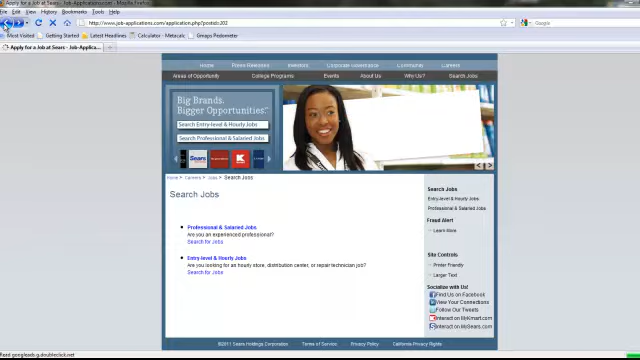 Apply for a Job at Sears - Job-Applications.com - Mozilla Firefox
File Edit View History Bookmarks Tools Help
http://www.job-applications.com/application.php?postid=202
Google
Most Visited Getting Started Latest Headlines Calculator - Metacalc Gmaps Pedometer
Apply for a Job at Sears - Job-Applica...
Home Press Releases Investors Corporate Governance Community Careers
Areas of Opportunity College Programs Events About Us Why Us? Search Jobs
Big Brands.
Bigger Opportunities.
Search Entry-level & Hourly Jobs
Search Professional & Salaried Jobs
Sears
Home > Careers > Jobs > Search Jobs
Search Jobs
Professional & Salaried Jobs
Are you an experienced professional?
Search for Jobs
Entry-level & Hourly Jobs
Are you looking for an hourly store, distribution center, or repair technician job?
Search for Jobs
Search Jobs
Entry-level & Hourly Jobs
Professional & Salaried Jobs
Fraud Alert
Learn More
Site Controls
Printer Friendly
Larger Text
Socialize with Us!
Find Us on Facebook
View Your Connections
Follow Our Tweets
Interact on MyKmart.com
Interact on MySears.com
©2011 Sears Holdings Corporation Terms of Service Privacy Policy California Privacy Rights
Read googleads.g.doubleclick.net